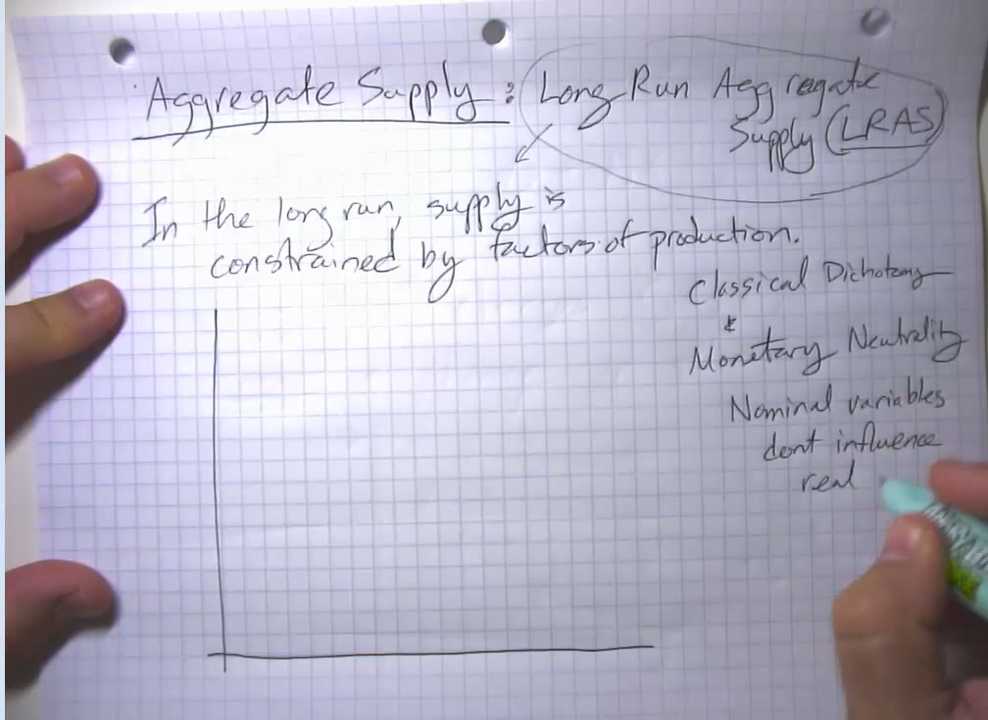 Aggregate Supply: Long Run Aggregate
Supply (LRAS)
In the long run, supply is
constrained by factors of production.
Classical Dichotomy
&
Monetary Neutrality
Nominal variables
dont influence
real